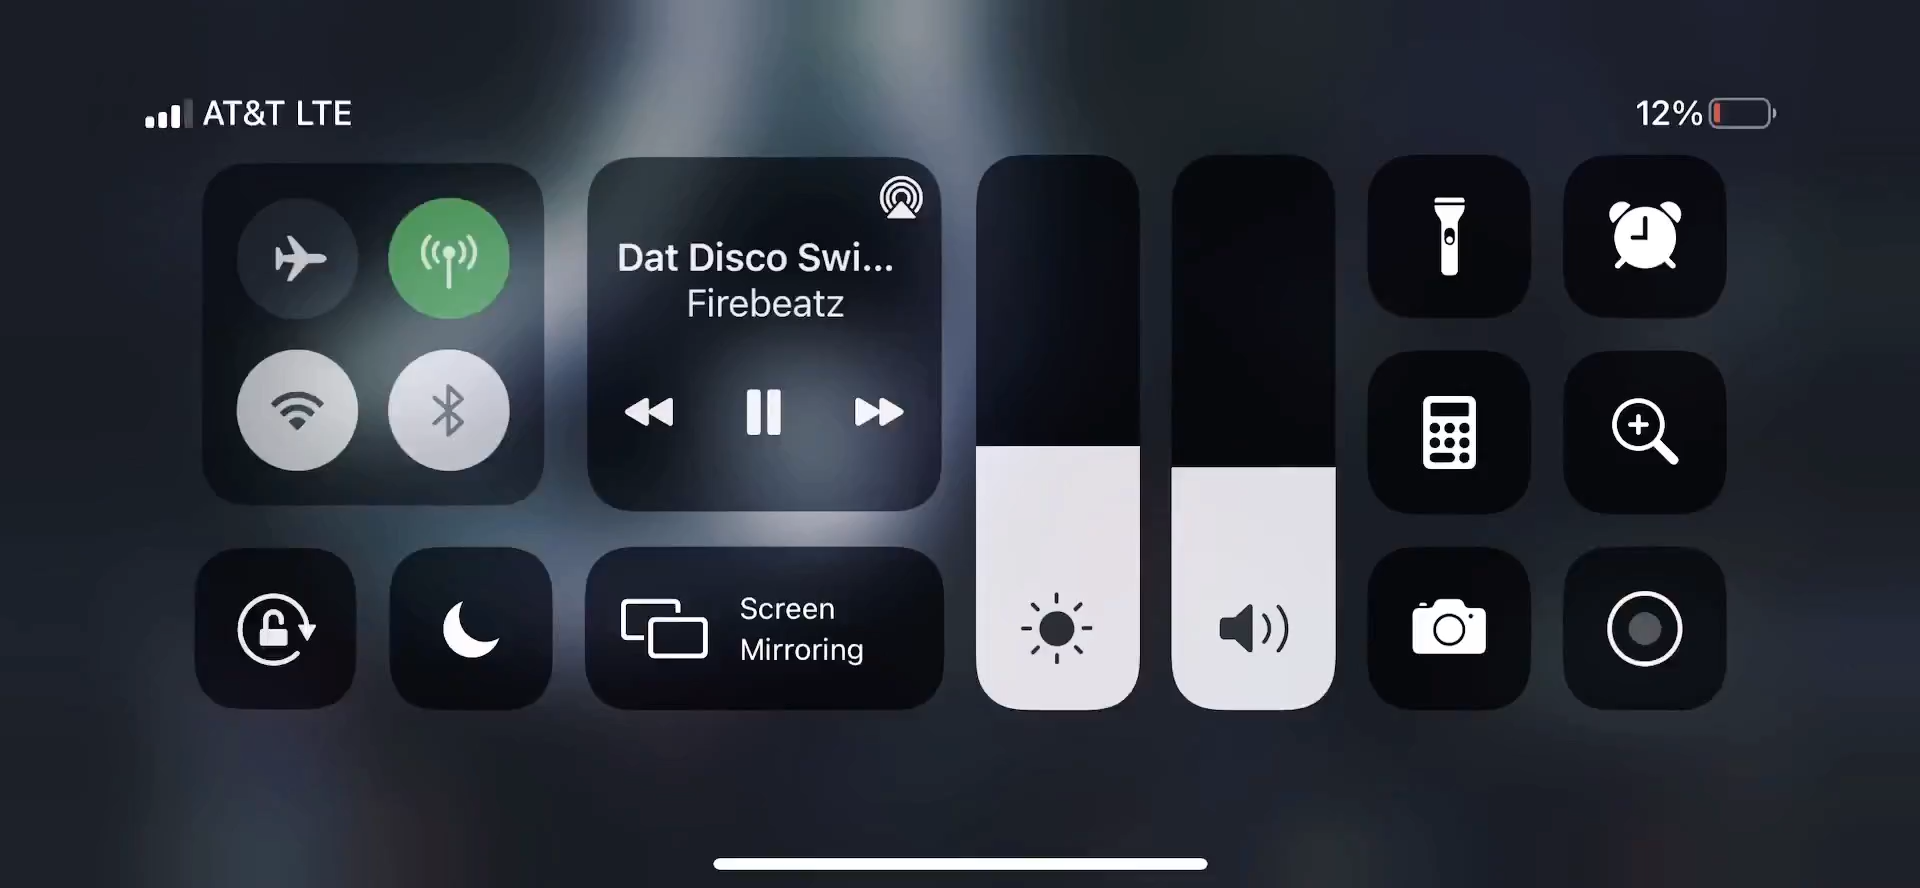 AT&T LTE
12%
Dat Disco Swi...
Firebeatz
Screen
Mirroring